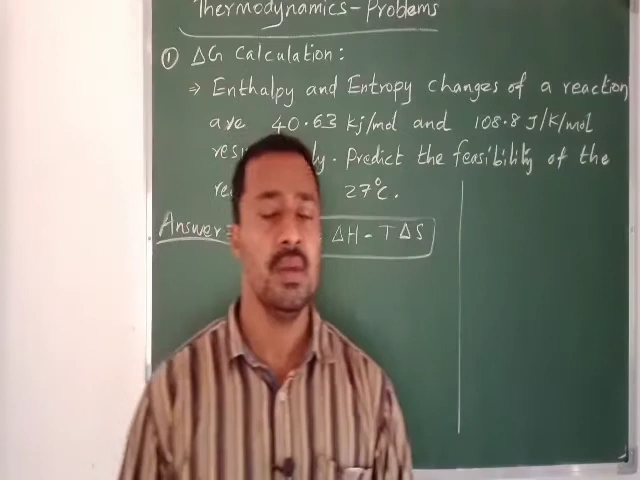 Thermodynamics - Problems
① ΔG Calculation:
⇒ Enthalpy and Entropy changes of a reaction
are 40.63 kj/mol and 108.8 J/K/mol
Predict the feasibility of the
27°C.
Answer:
ΔH - TΔS